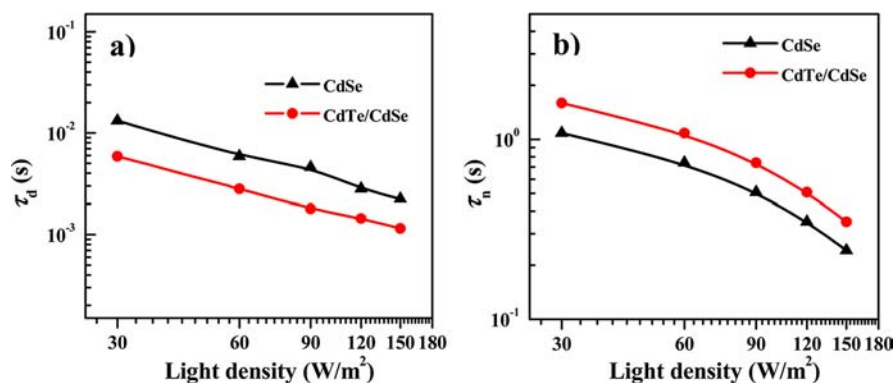 a)
CdSe
CdTe/CdSe
τd (s)
10⁻¹
10⁻²
10⁻³
30 60 90 120 150 180
Light density (W/m²)
b)
CdSe
CdTe/CdSe
τn (s)
10⁰
10⁻¹
30 60 90 120 150 180
Light density (W/m²)